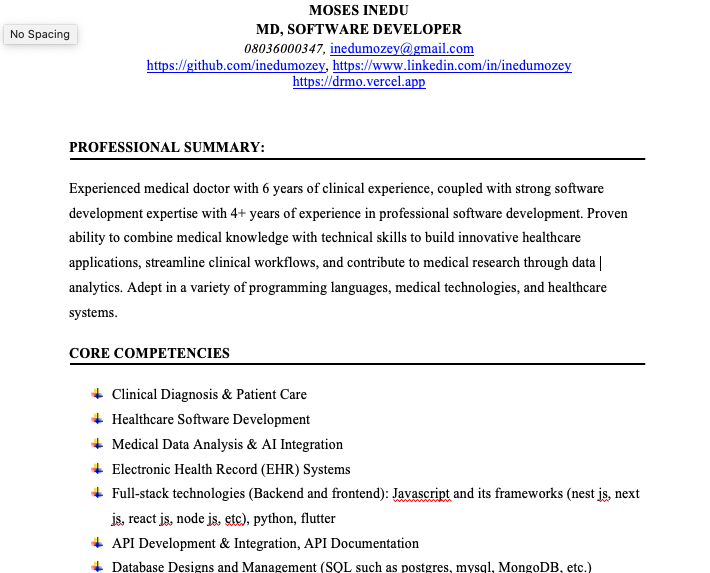 MOSES INEDU
No Spacing
MD, SOFTWARE DEVELOPER
08036000347, inedumozey@gmail.com
https://github.com/inedumozey, https://www.linkedin.com/in/inedumozey
https://drmo.vercel.app
PROFESSIONAL SUMMARY:
Experienced medical doctor with 6 years of clinical experience, coupled with strong software
development expertise with 4+ years of experience in professional software development. Proven
ability to combine medical knowledge with technical skills to build innovative healthcare
applications, streamline clinical workflows, and contribute to medical research through data
analytics. Adept in a variety of programming languages, medical technologies, and healthcare
systems.
CORE COMPETENCIES
Clinical Diagnosis & Patient Care
Healthcare Software Development
Medical Data Analysis & AI Integration
Electronic Health Record (EHR) Systems
Full-stack technologies (Backend and frontend): Javascript and its frameworks (nest js, next
js, react js, node js, etc), python, flutter
API Development & Integration, API Documentation
Database Designs and Management (SQL such as postgres, mysql, MongoDB, etc.)